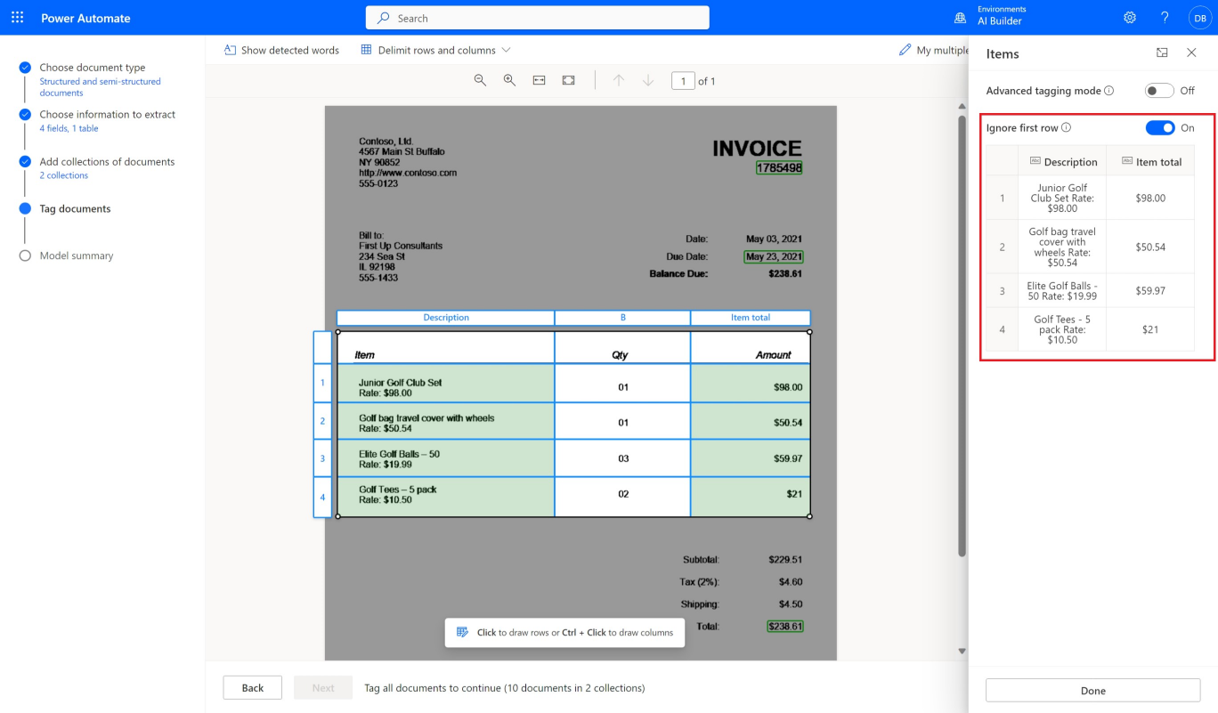 Power Automate
Search
Environments
AI Builder
DB
Choose document type
Structured and semi-structured
documents
Choose information to extract
4 fields, 1 table
Add collections of documents
2 collections
Tag documents
Model summary
Show detected words
Delimit rows and columns
My multiple
1 of 1
Contoso, Ltd.
4567 Main St Buffalo
NY 90852
http://www.contoso.com
555-0123
INVOICE
1785498
Bill to:
First Up Consultants
234 Sea St
IL 92198
555-1433
Date: May 03, 2021
Due Date: May 23, 2021
Balance Due: $238.61
Description B Item total
Item Qty Amount
1 Junior Golf Club Set 01 $98.00
Rate: $98.00
2 Golf bag travel cover with wheels 01 $50.54
Rate: $50.54
3 Elite Golf Balls – 50 03 $59.97
Rate: $19.99
4 Golf Tees – 5 pack 02 $21
Rate: $10.50
Subtotal: $229.51
Tax (2%): $4.60
Shipping: $4.50
Total: $238.61
Click to draw rows or Ctrl + Click to draw columns
Back
Next
Tag all documents to continue (10 documents in 2 collections)
Items
Advanced tagging mode Off
Ignore first row On
Description Item total
1 Junior Golf
Club Set Rate: $98.00
$98.00
2 Golf bag travel
cover with $50.54
wheels Rate:
$50.54
3 Elite Golf Balls - $59.97
50 Rate: $19.99
4 Golf Tees - 5
pack Rate: $21
$10.50
Done